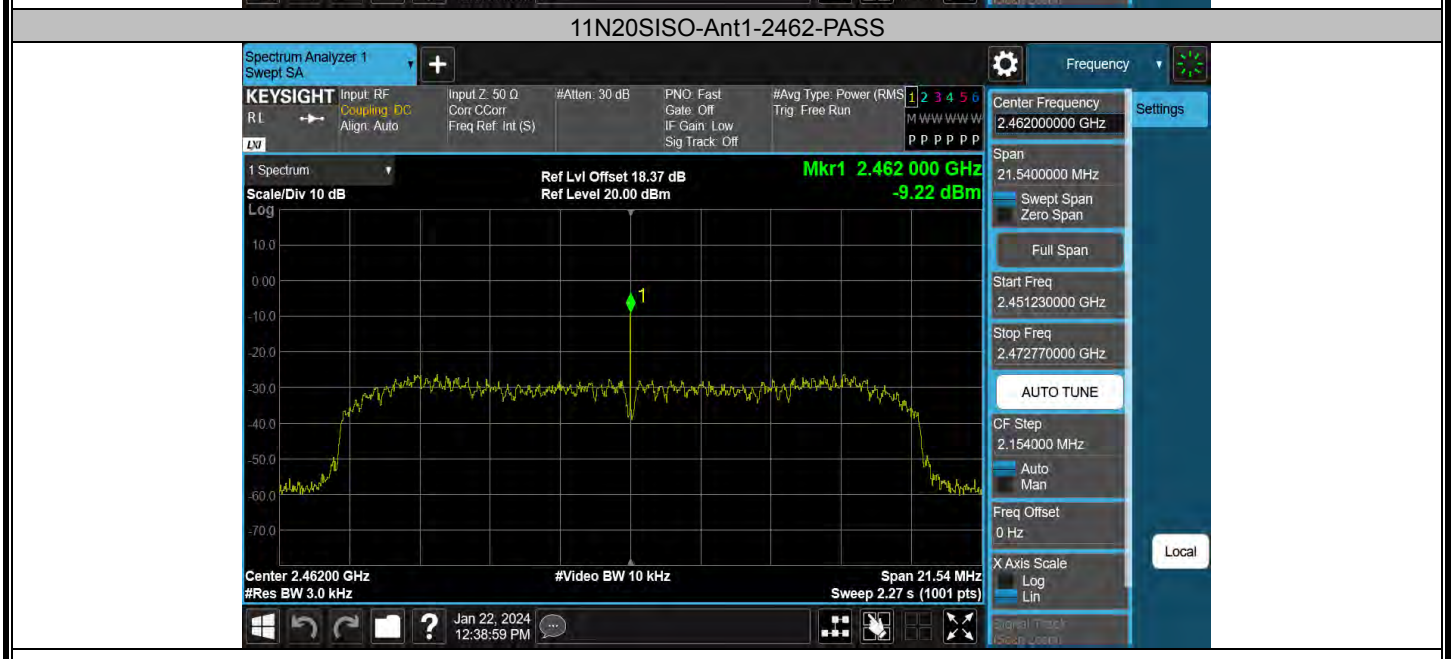 11N20SISO-Ant1-2462-PASS
Spectrum Analyzer 1
Swept SA
Frequency
KEYSIGHT
Input: RF
Coupling: DC
Align: Auto
Input Z: 50 Ω
Corr CCorr
Freq Ref: Int (S)
#Atten: 30 dB
PNO: Fast
Gate: Off
IF Gain: Low
Sig Track: Off
#Avg Type: Power (RMS
Trig: Free Run
1 2 3 4 5 6
M W W W W W
P P P P P P
R L
LXI
1 Spectrum
Scale/Div 10 dB
Log
Ref Lvl Offset 18.37 dB
Ref Level 20.00 dBm
Mkr1 2.462 000 GHz
-9.22 dBm
10.0
0.00
-10.0
-20.0
-30.0
-40.0
-50.0
-60.0
-70.0
1
Center 2.46200 GHz
#Res BW 3.0 kHz
#Video BW 10 kHz
Span 21.54 MHz
Sweep 2.27 s (1001 pts)
Center Frequency
2.462000000 GHz
Settings
Span
21.5400000 MHz
Swept Span
Zero Span
Full Span
Start Freq
2.451230000 GHz
Stop Freq
2.472770000 GHz
AUTO TUNE
CF Step
2.154000 MHz
Auto
Man
Freq Offset
0 Hz
X Axis Scale
Log
Lin
Local
Signal Track
?
Jan 22, 2024
12:38:59 PM